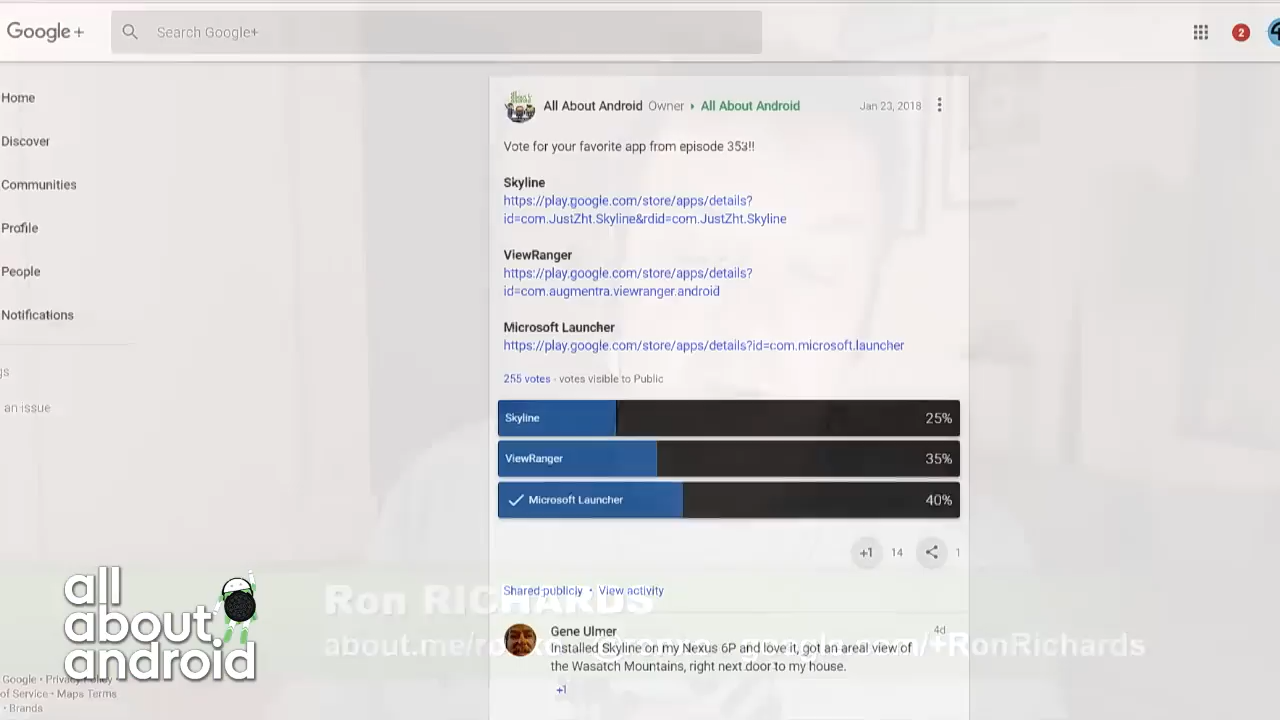 Google+
Search Google+
2
Home
Discover
Communities
Profile
People
Notifications
an issue
All About Android Owner ▸ All About Android
Jan 23, 2018
Vote for your favorite app from episode
Skyline
https://play.google.com/store/apps/details?
id=com.JustZht.Skyline&rdid=com.JustZht.Skyline
ViewRanger
https://play.google.com/store/apps/details?
id=com.augmentra.viewranger.android
Microsoft Launcher
https://play.google.com/store/apps/details?id=com.microsoft.launcher
255 votes - votes visible to Public
Skyline 25%
ViewRanger 35%
Microsoft Launcher 40%
+1 14 1
Shared publicly • View activity
Gene Ulmer 4d
Installed Skyline on my Nexus 6P and love it, got an areal view of
the Wasatch Mountains, right next door to my house.
+1
all
about
android
Ron RICHARDS
google.com/+RonRichards
Google •
of Service • Maps Terms
• Brands